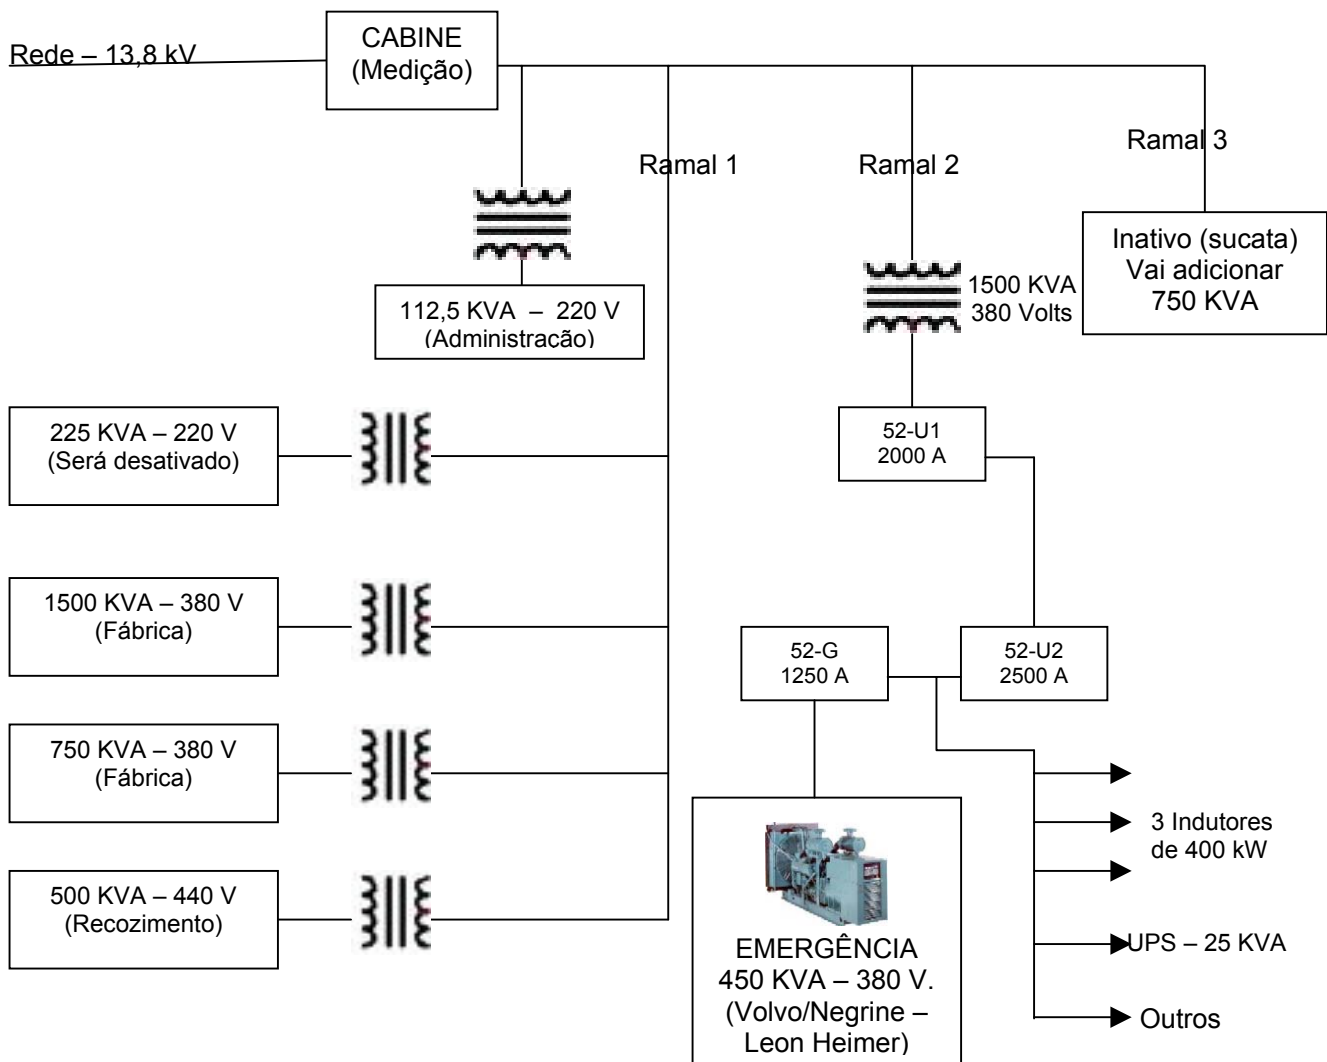 Rede – 13,8 kV
CABINE
(Medição)
Ramal 1
Ramal 2
Ramal 3
Inativo (sucata)
Vai adicionar
750 KVA
1500 KVA
380 Volts
112,5 KVA – 220 V
(Administracão)
225 KVA – 220 V
(Será desativado)
52-U1
2000 A
1500 KVA – 380 V
(Fábrica)
52-G
1250 A
52-U2
2500 A
750 KVA – 380 V
(Fábrica)
3 Indutores
de 400 kW
500 KVA – 440 V
(Recozimento)
EMERGÊNCIA
450 KVA – 380 V.
(Volvo/Negrine –
Leon Heimer)
UPS – 25 KVA
Outros